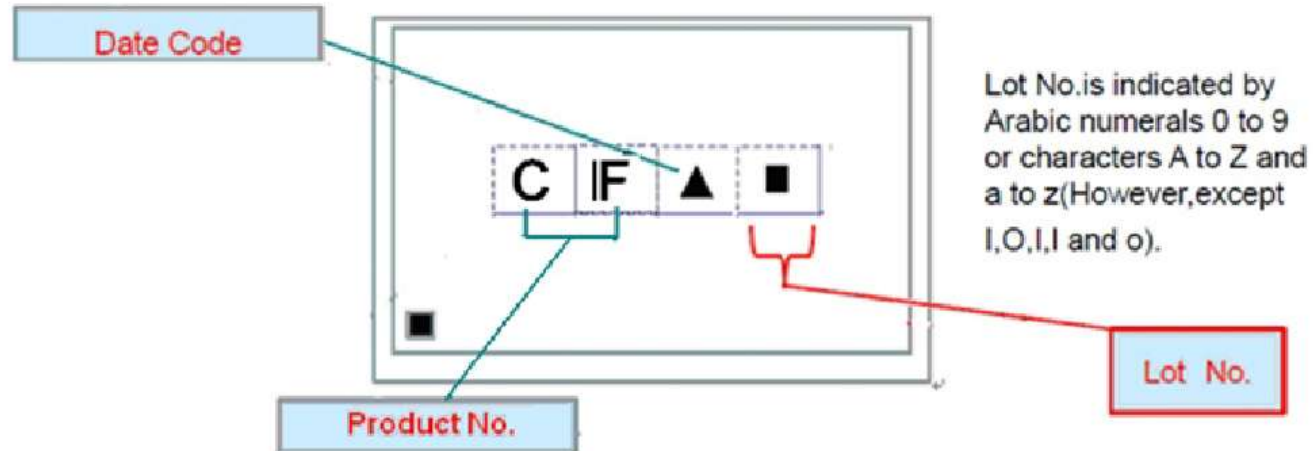 Date Code
Lot No.is indicated by
Arabic numerals 0 to 9
or characters A to Z and
a to z(However,except
I,O,I,I and o).
C F ▲ ■
Lot No.
Product No.